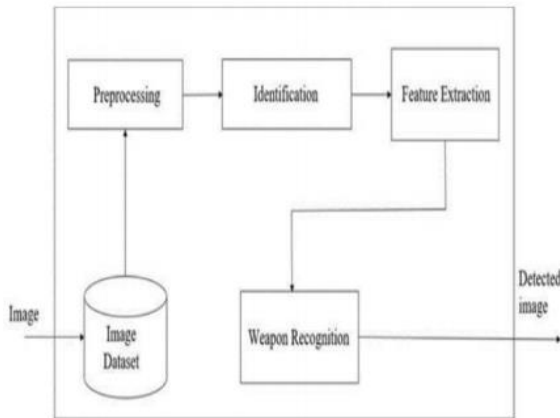 Preprocessing
Identification
Feature Extraction
Image
Image
Dataset
Weapon Recognition
Detected
image